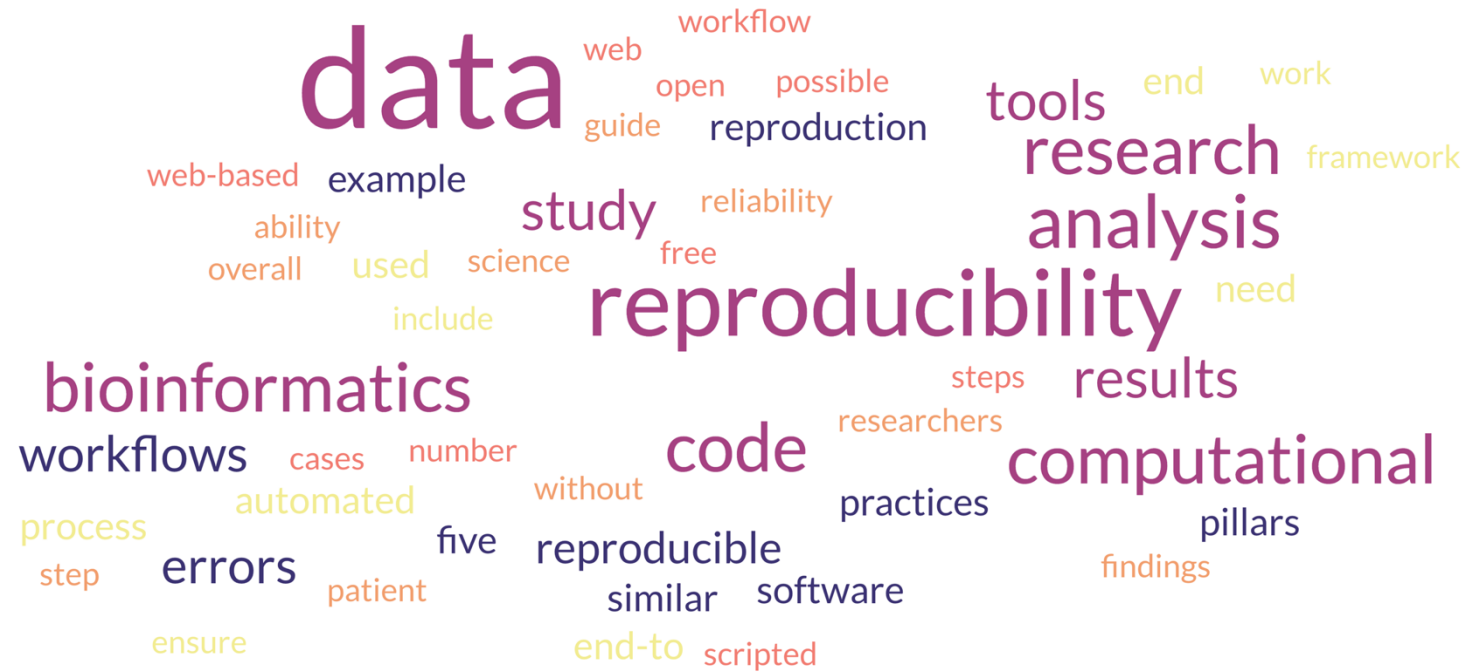 workflow
data
web
open
possible
tools
end
work
guide
reproduction
research
framework
web-based
example
study
reliability
analysis
ability
overall
used
science
free
reproducibility
need
include
bioinformatics
steps
results
researchers
workflows
cases
number
code
computational
automated
without
practices
process
five
reproducible
pillars
step
errors
patient
similar
software
findings
ensure
end-to
scripted